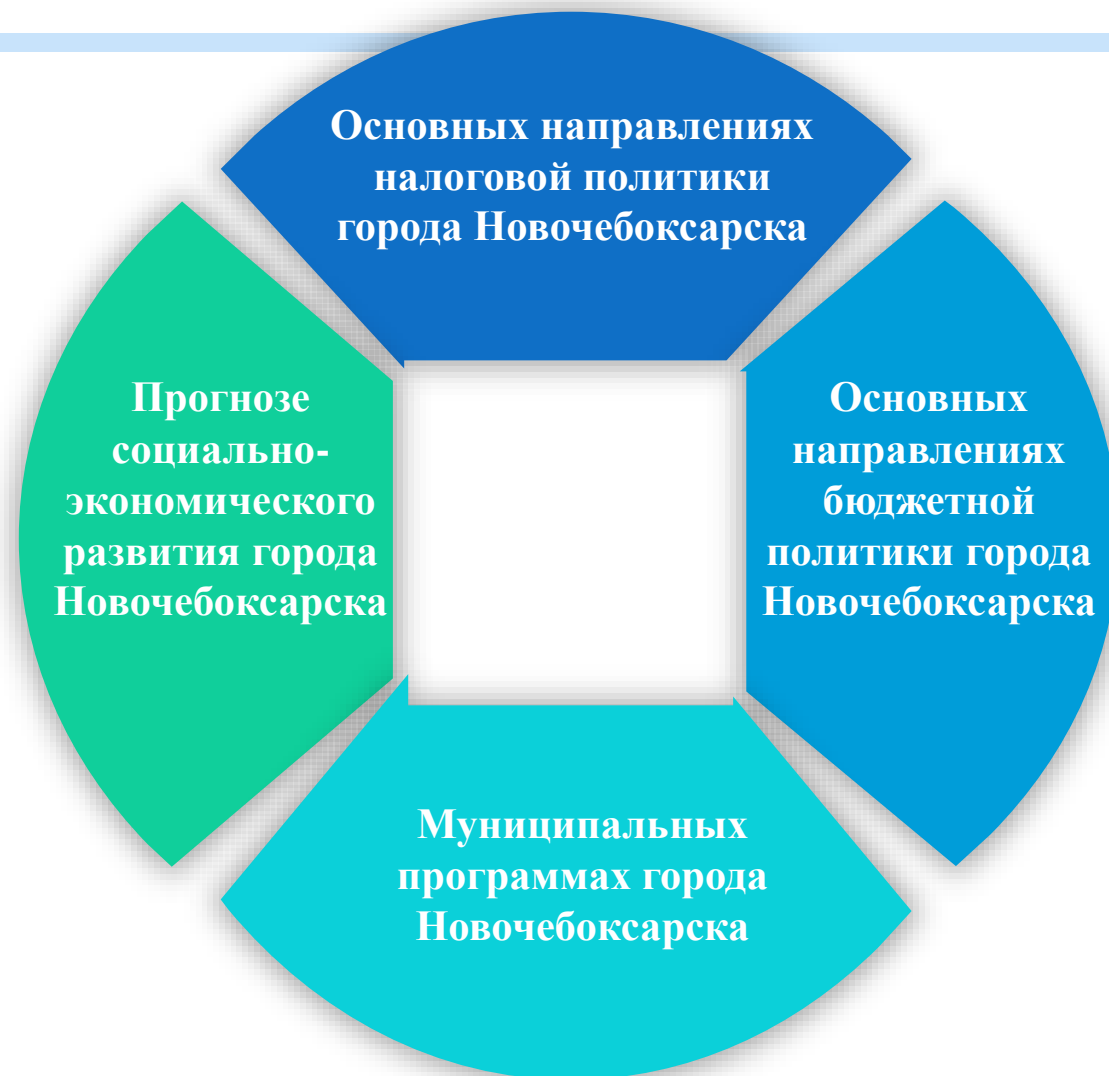 Основных направлениях
налоговой политики
города Новочебоксарска
Прогнозе
социально-
экономического
развития города
Новочебоксарска
Основных
направлениях
бюджетной
политики города
Новочебоксарска
Муниципальных
программах города
Новочебоксарска